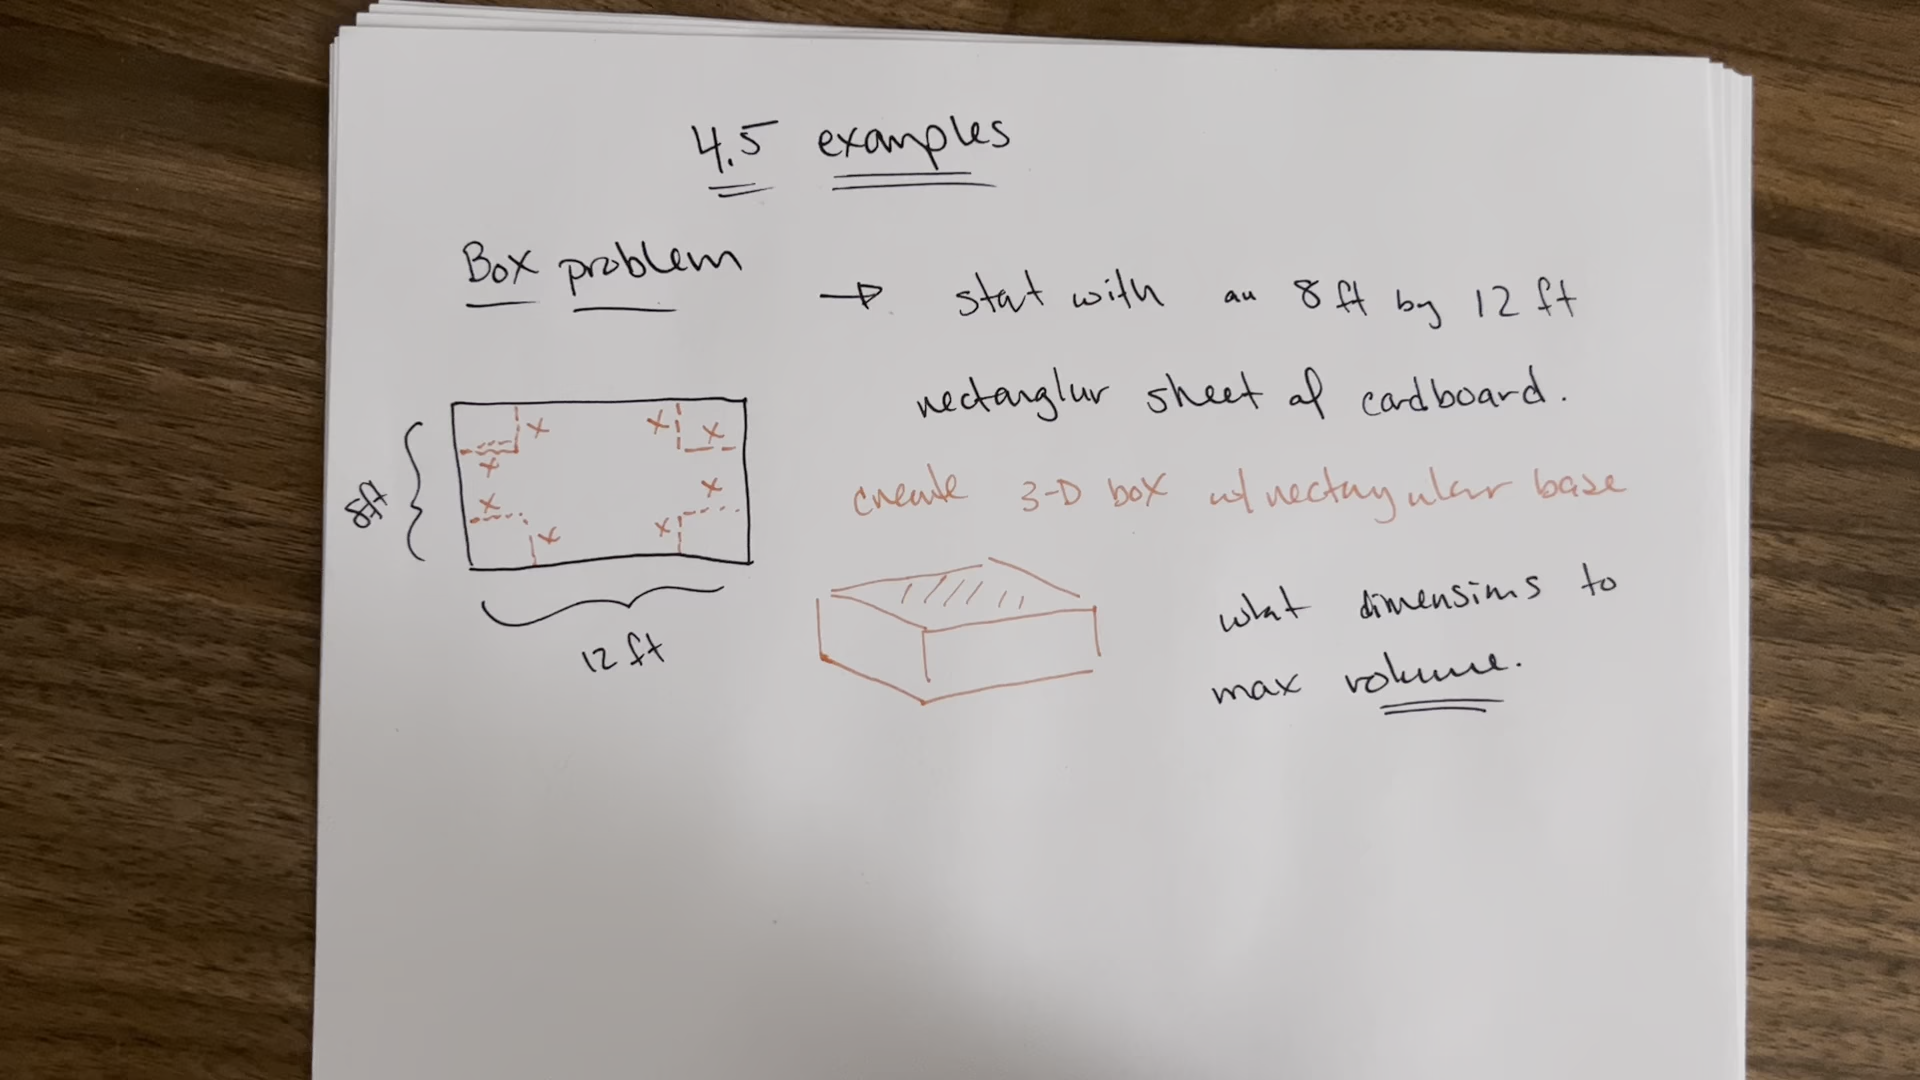 4.5 examples
Box problem
→ stat with an 8 ft by 12 ft
rectanglur sheet of cardboard.
create 3-D box w/ rectangular base
what dimensions to
max volume.
x x x
x
x x
x x
8ft
12 ft